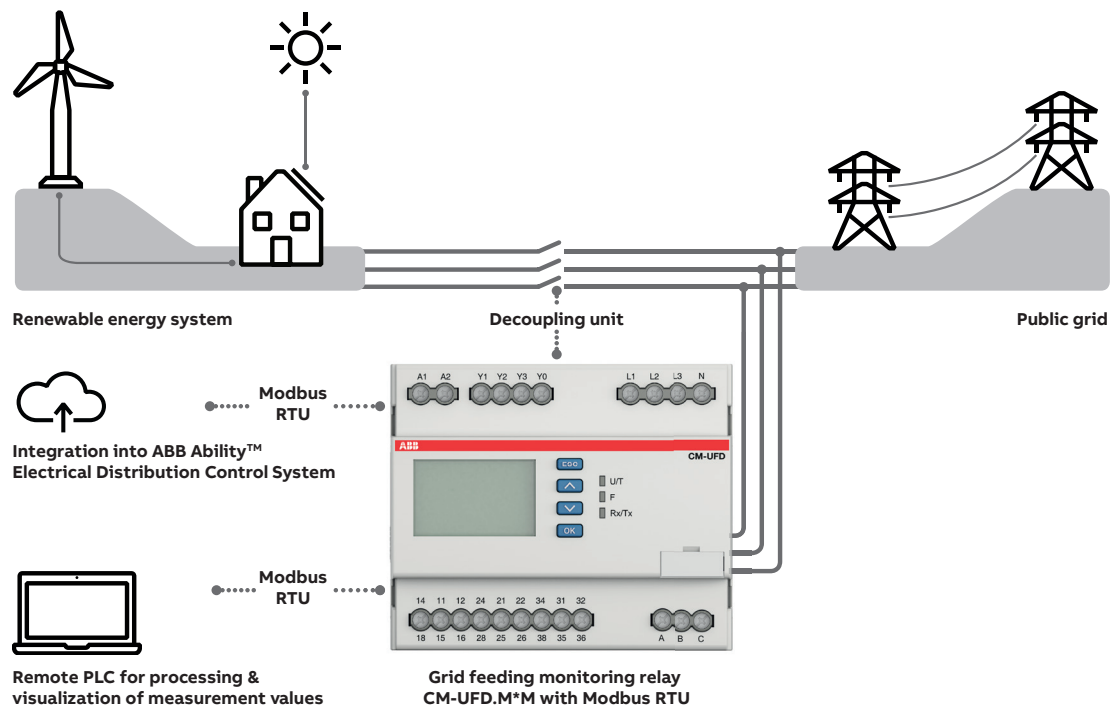 Renewable energy system
Decoupling unit
Public grid
Modbus
RTU
Integration into ABB Ability™
Electrical Distribution Control System
A1 A2 Y1 Y2 Y3 Y0 L1 L2 L3 N
ABB
CM-UFD
ESC
U/T
F
Rx/Tx
OK
Modbus
RTU
14 11 12 24 21 22 34 31 32
18 15 16 28 25 26 38 35 36 A B C
Remote PLC for processing &
visualization of measurement values
Grid feeding monitoring relay
CM-UFD.M*M with Modbus RTU